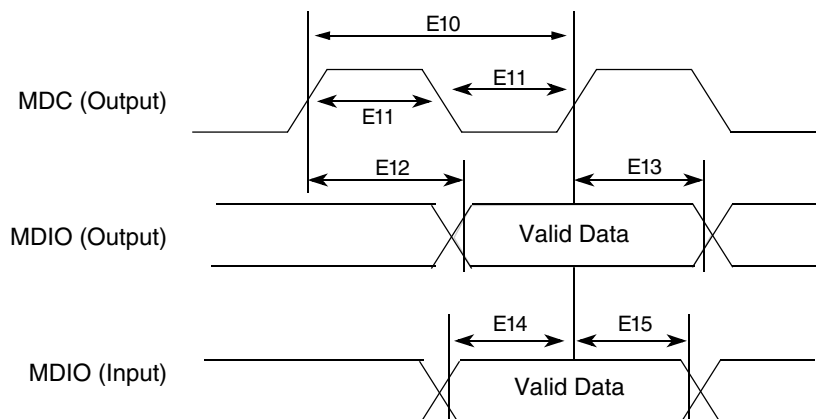 E10
MDC (Output)
E11
E11
E12
E13
MDIO (Output)
Valid Data
E14
E15
MDIO (Input)
Valid Data